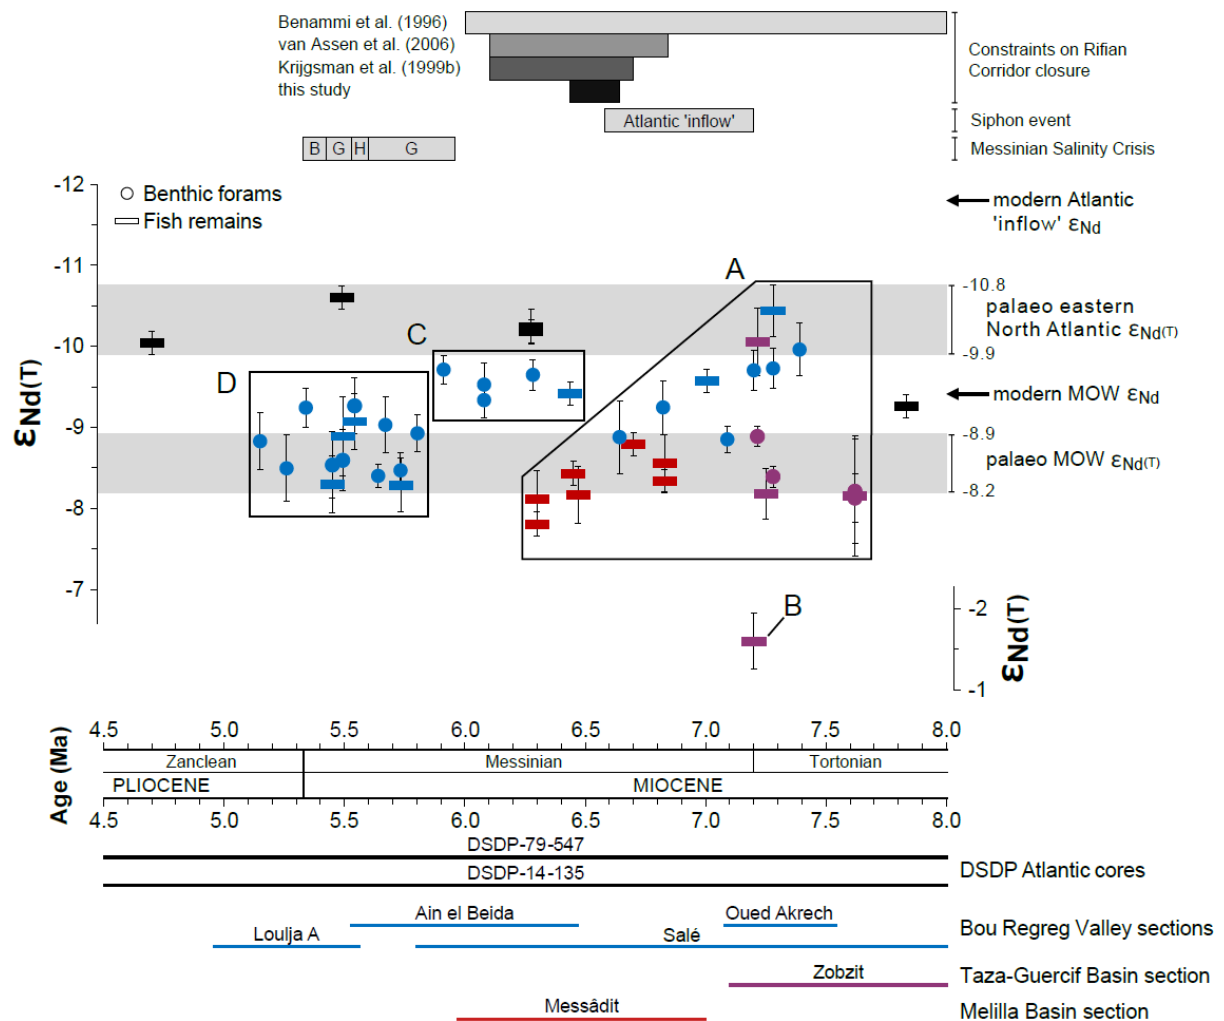 Benammi et al. (1996)
van Assen et al. (2006)
Krijgsman et al. (1999b)
this study
Constraints on Rifian
Corridor closure
Atlantic 'inflow'
Siphon event
B G H G
Messinian Salinity Crisis
-12
-11
-10
-9
-8
-7
εNd(T)
Benthic forams
Fish remains
modern Atlantic
'inflow' εNd
A
-10.8
palaeo eastern
North Atlantic εNd(T)
-9.9
C
D
modern MOW εNd
-8.9
palaeo MOW εNd(T)
-8.2
B
-2
-1
εNd(T)
Age (Ma)
4.5 5.0 5.5 6.0 6.5 7.0 7.5 8.0
Zanclean Messinian Tortonian
PLIOCENE MIOCENE
4.5 5.0 5.5 6.0 6.5 7.0 7.5 8.0
DSDP-79-547
DSDP-14-135
DSDP Atlantic cores
Ain el Beida
Oued Akrech
Loulja A
Salé
Bou Regreg Valley sections
Zobzit
Taza-Guercif Basin section
Messâdit
Melilla Basin section